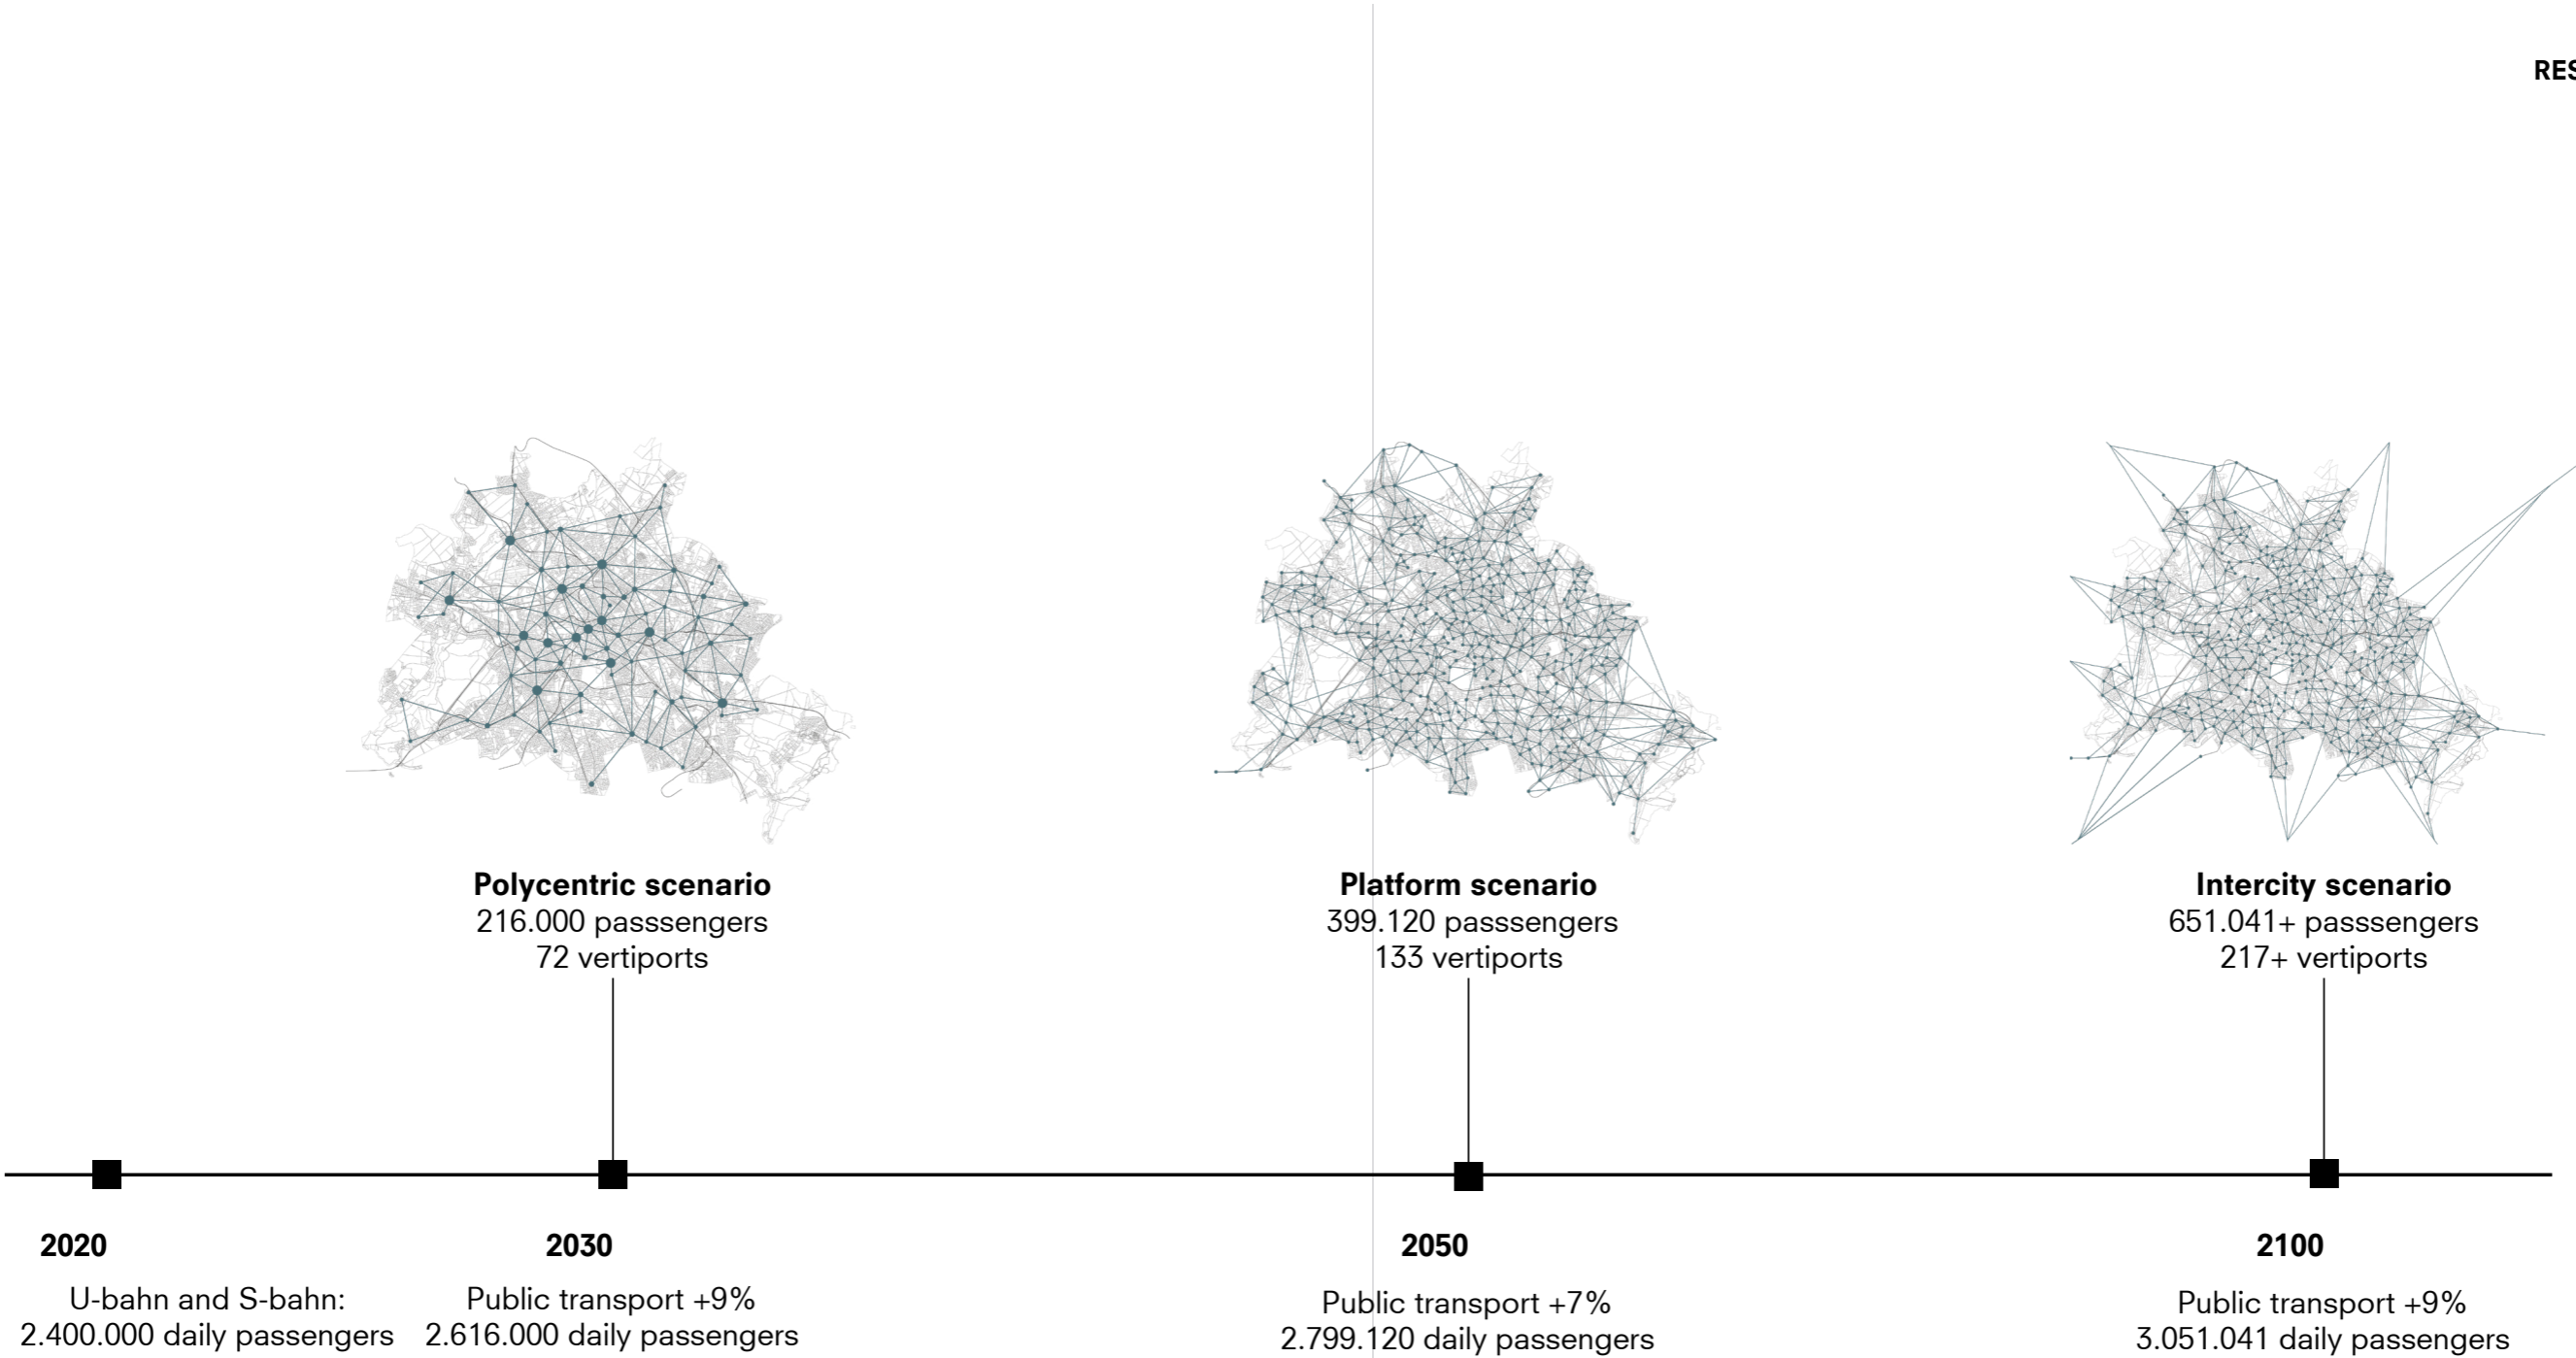 RES
Polycentric scenario
216.000 passsengers
72 vertiports
Platform scenario
399.120 passsengers
133 vertiports
Intercity scenario
651.041+ passsengers
217+ vertiports
2020
U-bahn and S-bahn:
2.400.000 daily passengers
2030
Public transport +9%
2.616.000 daily passengers
2050
Public transport +7%
2.799.120 daily passengers
2100
Public transport +9%
3.051.041 daily passengers